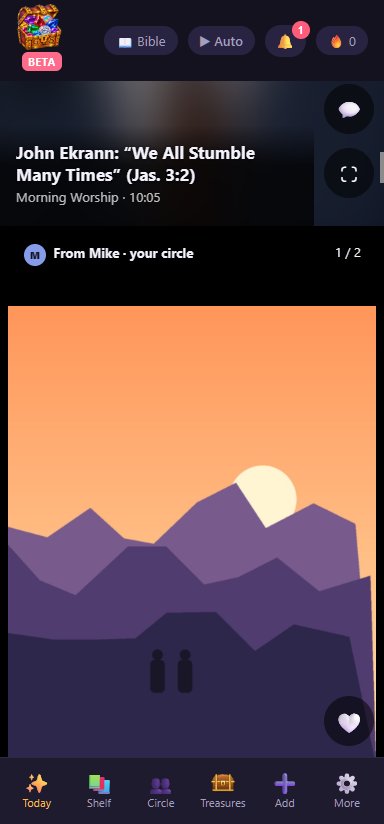 BETA
Bible
Auto
1
0
John Ekrann: “We All Stumble
Many Times” (Jas. 3:2)
Morning Worship · 10:05
M
From Mike · your circle
1 / 2
Today
Shelf
Circle
Treasures
Add
More